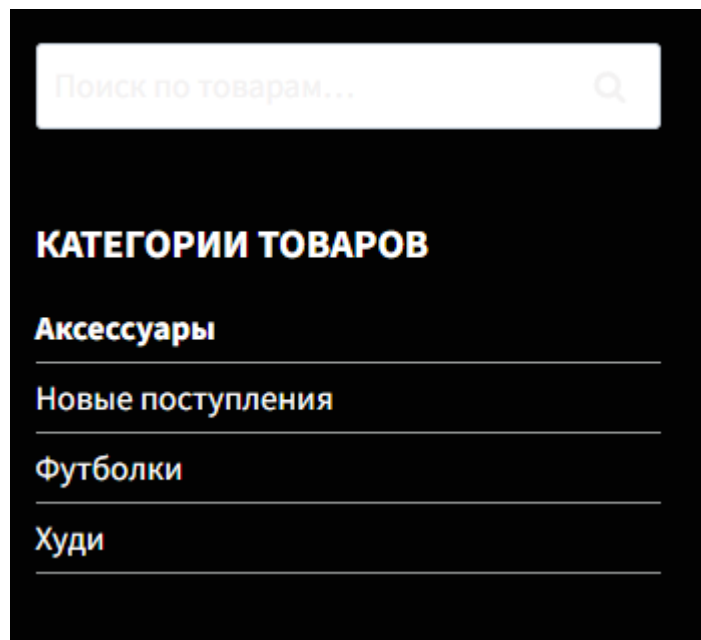 Поиск по товарам…
КАТЕГОРИИ ТОВАРОВ
Аксессуары
Новые поступления
Футболки
Худи